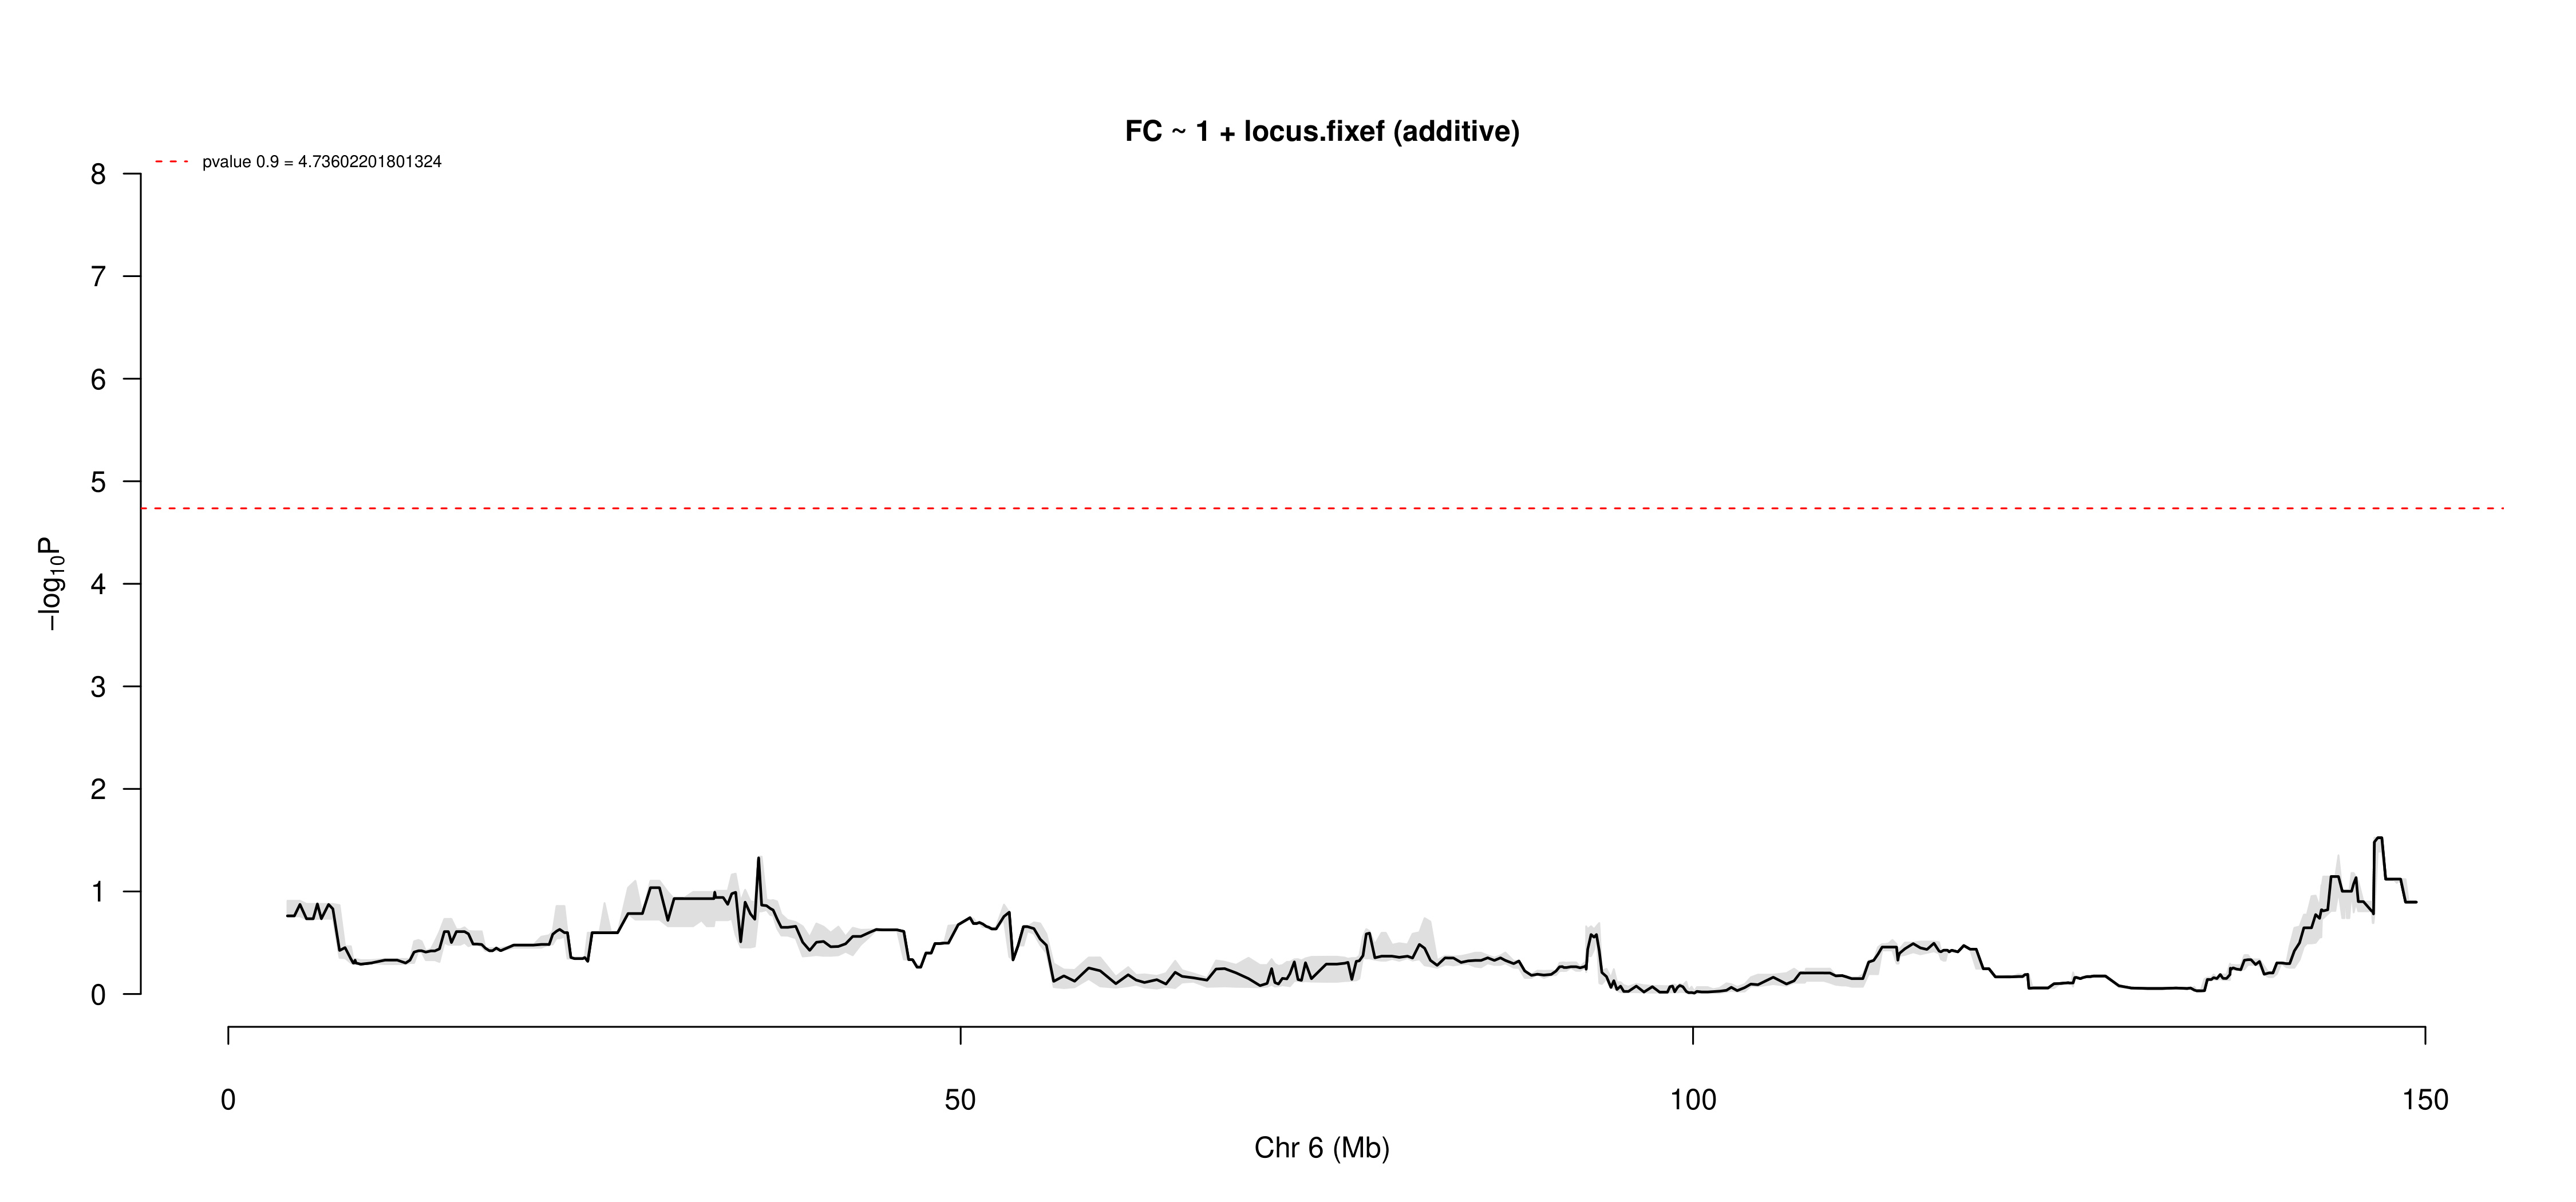 FC ~ 1 + locus.fixef (additive)
pvalue 0.9 = 4.73602201801324
8
7
6
5
4
3
2
1
0
−log10P
0 50 100 150
Chr 6 (Mb)